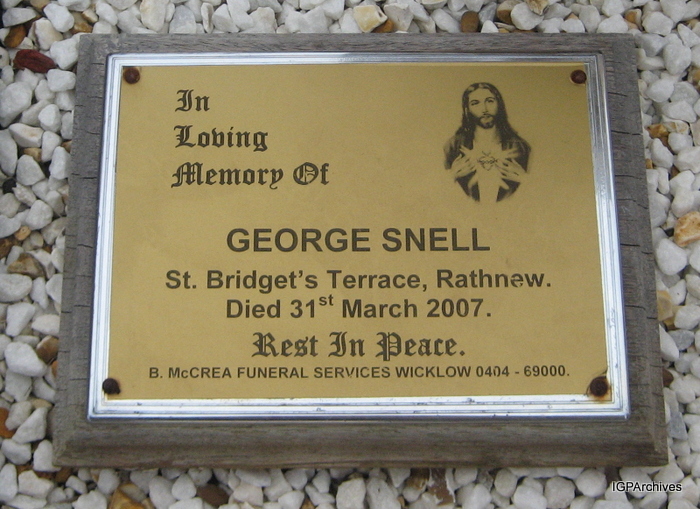 In
Loving
Memory Of
GEORGE SNELL
St. Bridget's Terrace, Rathnew.
Died 31st March 2007.
Rest In Peace.
B. McCREA FUNERAL SERVICES WICKLOW 0404 - 69000.
IGPArchives